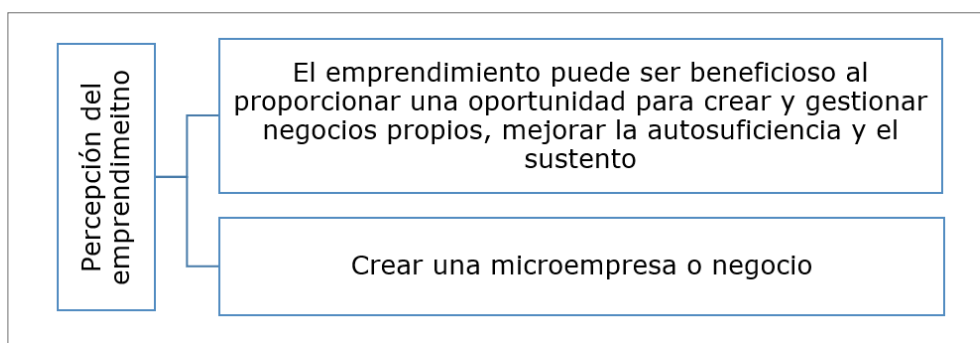 Percepción del
emprendimeitno
El emprendimiento puede ser beneficioso al
proporcionar una oportunidad para crear y gestionar
negocios propios, mejorar la autosuficiencia y el
sustento
Crear una microempresa o negocio